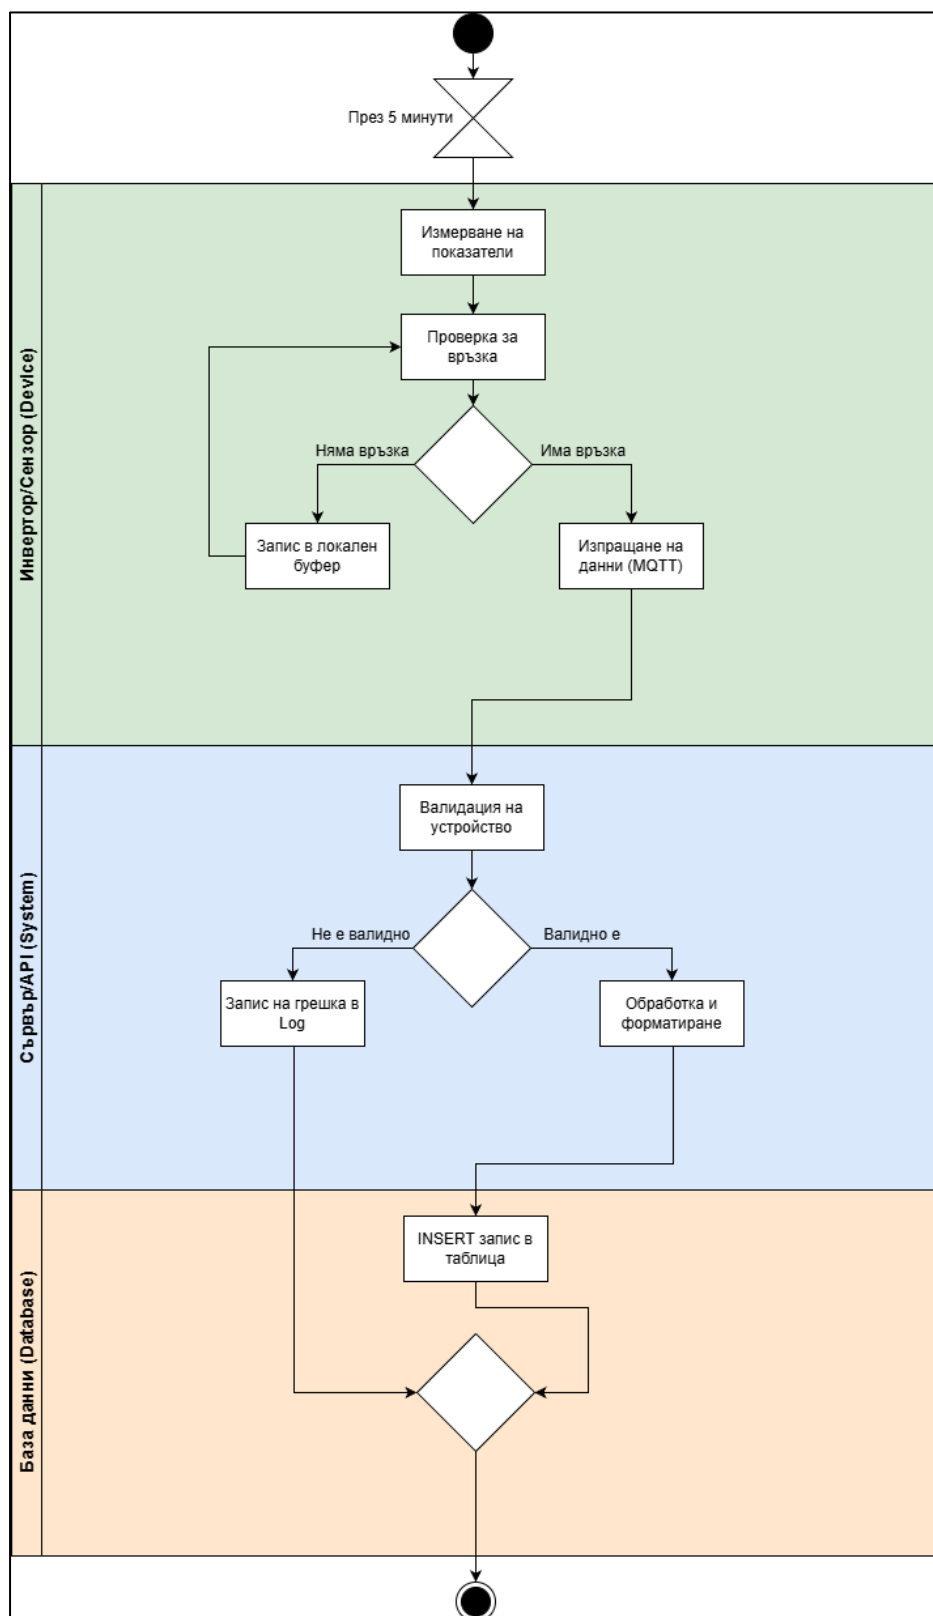 През 5 минути
Инвертор/Сензор (Device)
Измерване на
показатели
Проверка за
връзка
Няма връзка
Има връзка
Запис в локален
буфер
Изпращане на
данни (MQTT)
Сървър/API (System)
Валидация на
устройство
Не е валидно
Валидно е
Запис на грешка в
Log
Обработка и
форматиране
База данни (Database)
INSERT запис в
таблица